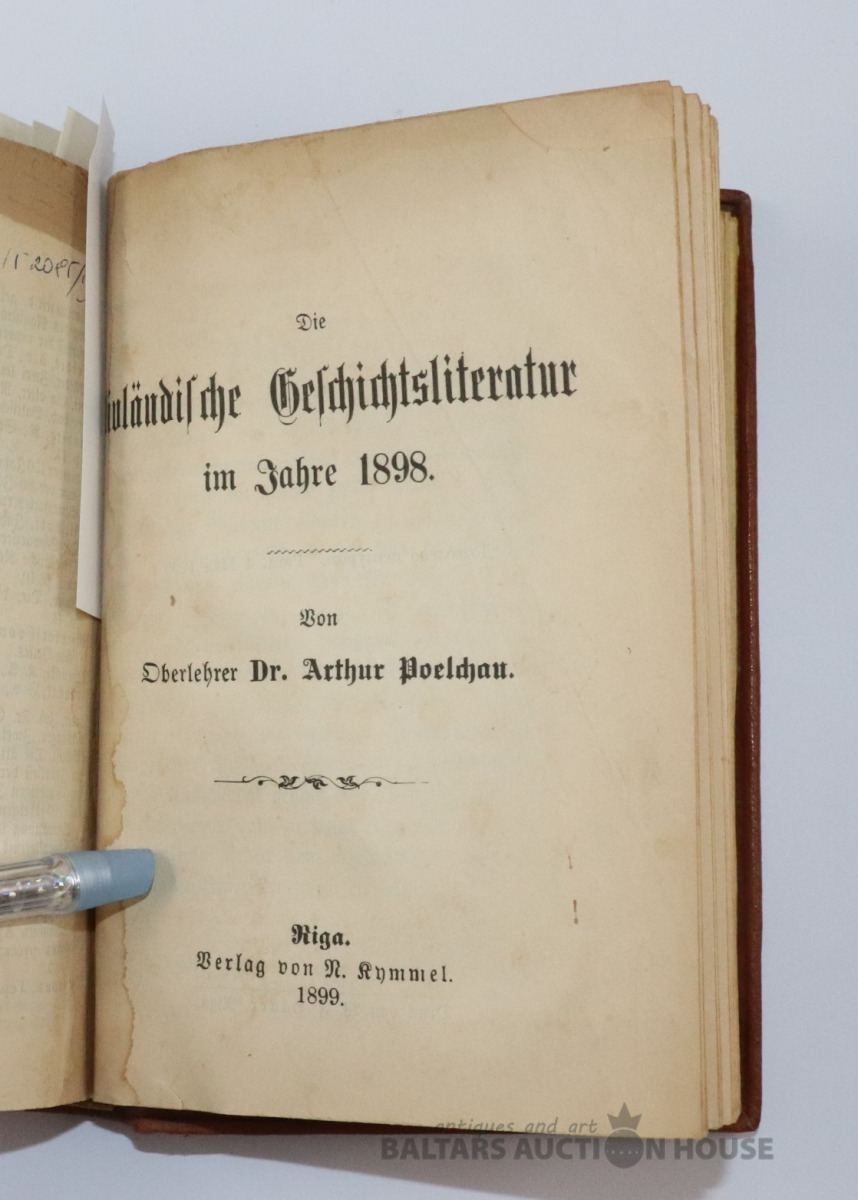 Die
ivländische Geschichtsliteratur
im Jahre 1898.
Von
Oberlehrer Dr. Arthur Poelchau.
Riga.
Verlag von N. Kymmel.
1899.
antiques and art
BALTARS AUCTION HOUSE